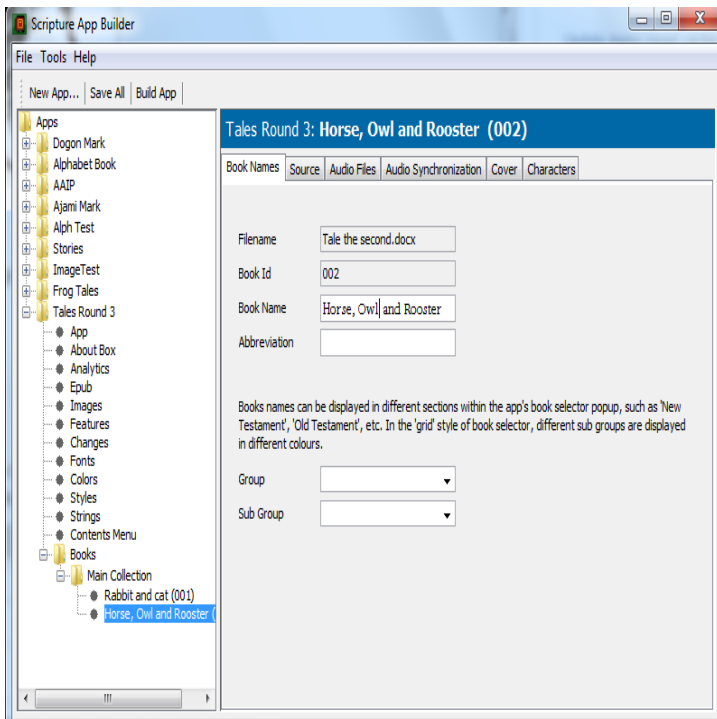 Scripture App Builder
File Tools Help
New App... Save All Build App
Apps
Dogon Mark
Alphabet Book
AAIP
Ajami Mark
Alph Test
Stories
ImageTest
Frog Tales
Tales Round 3
App
About Box
Analytics
Epub
Images
Features
Changes
Fonts
Colors
Styles
Strings
Contents Menu
Books
Main Collection
Rabbit and cat (001)
Horse, Owl and Rooster (
Tales Round 3: Horse, Owl and Rooster (002)
Book Names Source Audio Files Audio Synchronization Cover Characters
Filename Tale the second.docx
Book Id 002
Book Name Horse, Owl and Rooster
Abbreviation
Books names can be displayed in different sections within the app's book selector popup, such as 'New
Testament', 'Old Testament', etc. In the 'grid' style of book selector, different sub groups are displayed
in different colours.
Group
Sub Group